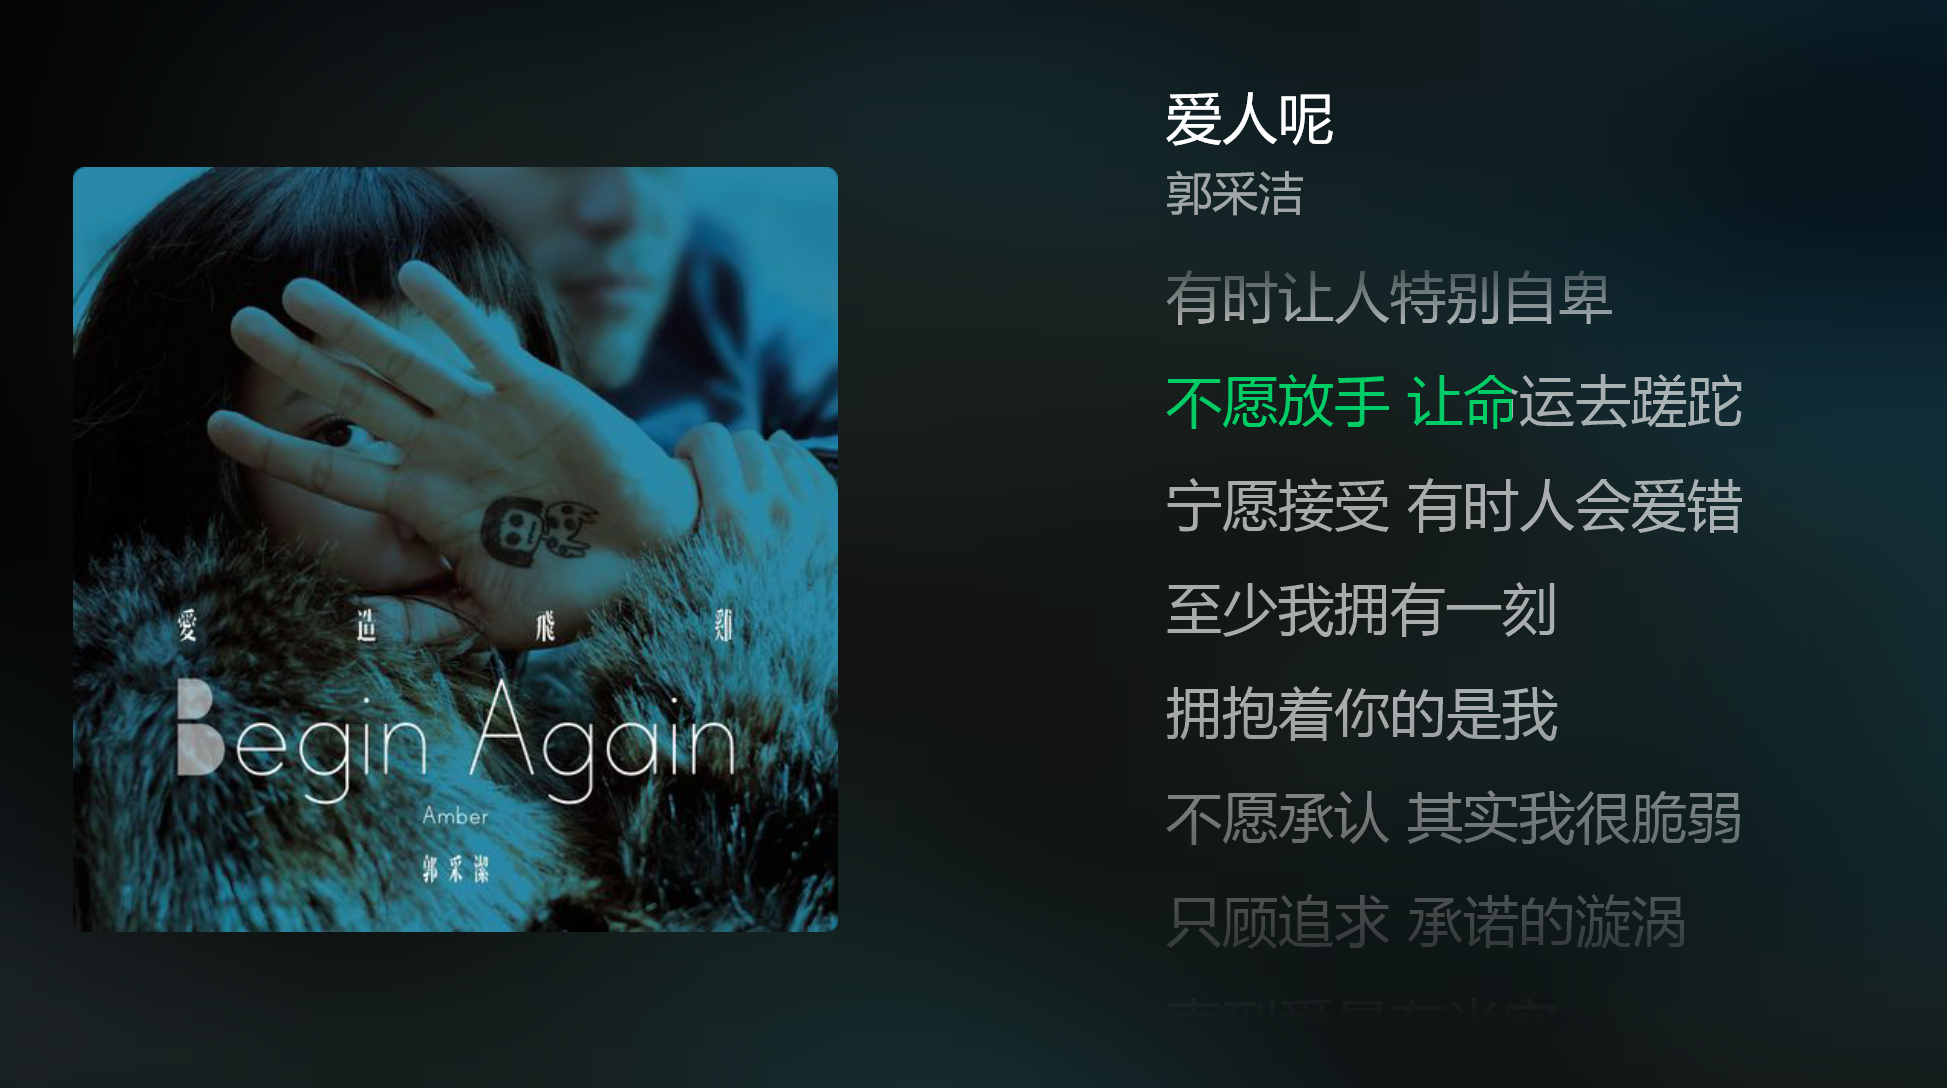 愛造飛雞
Begin Again
Amber
郭采潔
爱人呢
郭采洁
有时让人特别自卑
不愿放手 让命运去蹉跎
宁愿接受 有时人会爱错
至少我拥有一刻
拥抱着你的是我
不愿承认 其实我很脆弱
只顾追求 承诺的漩涡